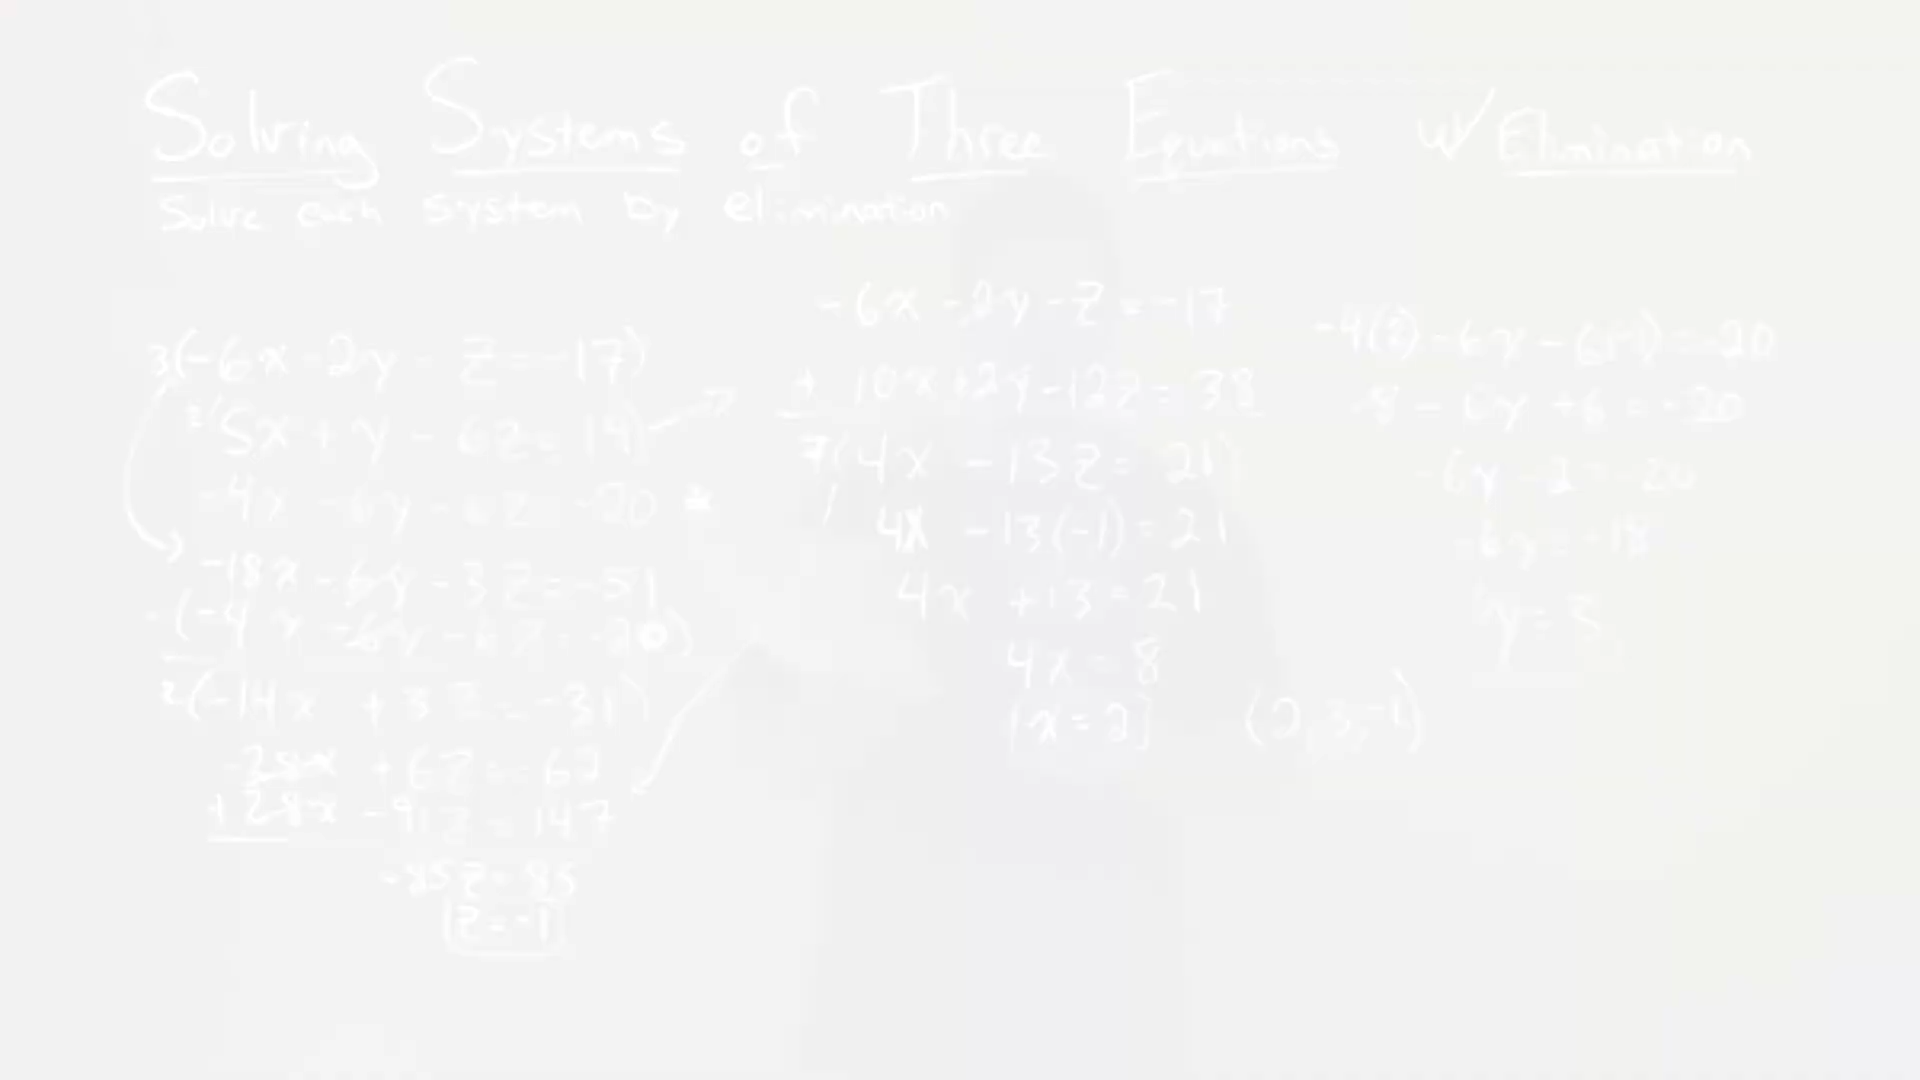 Solving Systems of Three Equations w/ Elimination
Solve each system by elimination
3(-6x-2y-z=-17)
2(5x+y-6z=14)
-4x-6y-6z=-20
-18x-6y-3z=-51
-(-4x-6y-6z=-20)
2(-14x+3z=-31)
-28x+6z=-62
+28x-91z=147
-85z=85
z=-1
-6x-2y-z=-17
+ 10x+2y-12z=38
7(4x-13z=21)
4x-13(-1)=21
4x+13=21
4x=8
x=2
-4(2)-6y-6(-1)=-20
-8-6y+6=-20
-6y-2=-20
-6y=-18
y=3
(2,3,-1)